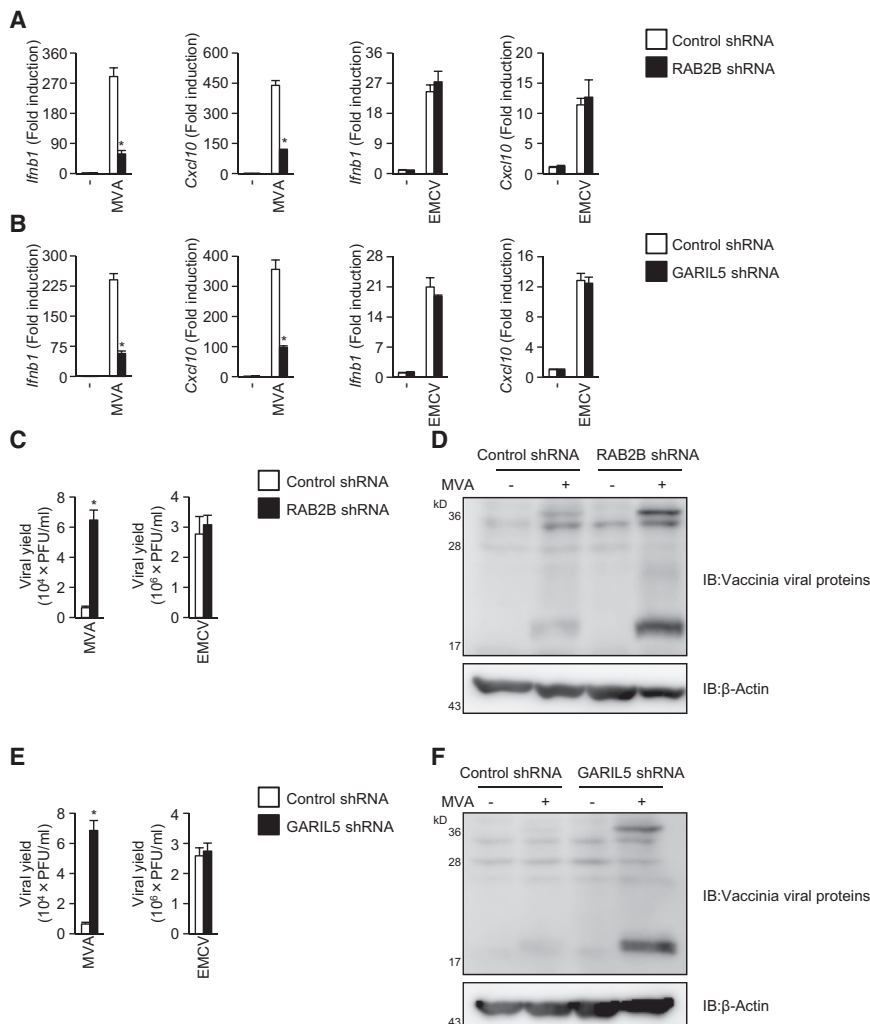 A
Ifnb1 (Fold induction)
360
270
180
90
0
-
MVA
*
Cxcl10 (Fold induction)
600
450
300
150
0
-
MVA
*
Ifnb1 (Fold induction)
36
27
18
9
0
-
EMCV
Cxcl10 (Fold induction)
20
15
10
5
0
-
EMCV
Control shRNA
RAB2B shRNA
B
Ifnb1 (Fold induction)
300
225
150
75
0
-
MVA
*
Cxcl10 (Fold induction)
400
300
200
100
0
-
MVA
*
Ifnb1 (Fold induction)
28
21
14
7
0
-
EMCV
Cxcl10 (Fold induction)
16
12
8
4
0
-
EMCV
Control shRNA
GARIL5 shRNA
C
Viral yield
(10⁴ × PFU/ml)
8
6
4
2
0
*
MVA
Viral yield
(10⁶ × PFU/ml)
4
3
2
1
0
EMCV
Control shRNA
RAB2B shRNA
D
Control shRNA RAB2B shRNA
MVA - + - +
kD
36
28
17
IB:Vaccinia viral proteins
43
IB:β-Actin
E
Viral yield
(10⁴ × PFU/ml)
8
6
4
2
0
*
MVA
Viral yield
(10⁶ × PFU/ml)
4
3
2
1
0
EMCV
Control shRNA
GARIL5 shRNA
F
Control shRNA GARIL5 shRNA
MVA - + - +
kD
36
28
17
IB:Vaccinia viral proteins
43
IB:β-Actin